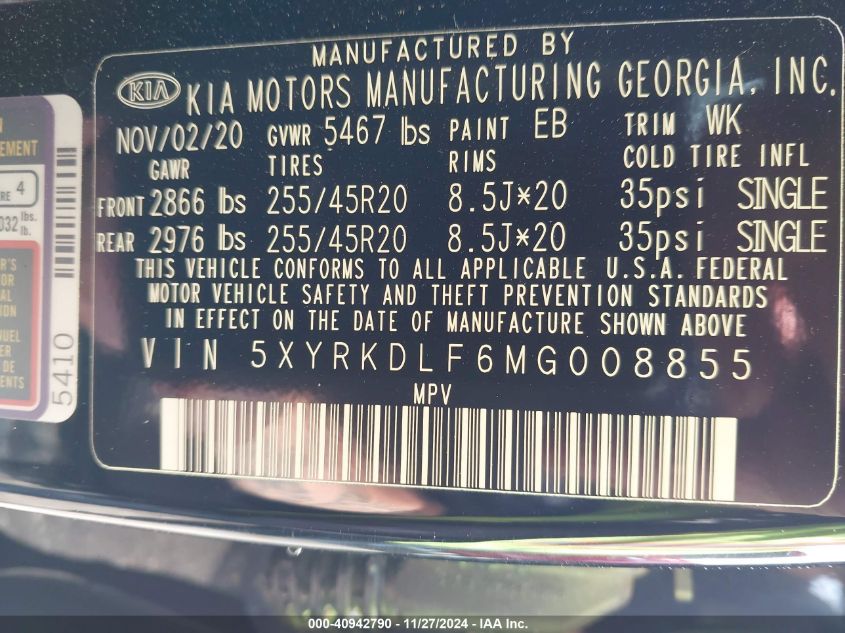 MANUFACTURED BY
KIA KIA MOTORS MANUFACTURING GEORGIA, INC.
NOV/02/20 GVWR 5467 lbs PAINT EB TRIM WK
GAWR TIRES RIMS COLD TIRE INFL
FRONT 2866 lbs 255/45R20 8.5J*20 35psi SINGLE
REAR 2976 lbs 255/45R20 8.5J*20 35psi SINGLE
THIS VEHICLE CONFORMS TO ALL APPLICABLE U.S.A. FEDERAL
MOTOR VEHICLE SAFETY AND THEFT PREVENTION STANDARDS
IN EFFECT ON THE DATE OF MANUFACTURE SHOWN ABOVE
VIN 5XYRKDLF6MG008855
MPV
4
lbs.
lb.
5410
000-40942790 - 11/27/2024 - IAA Inc.